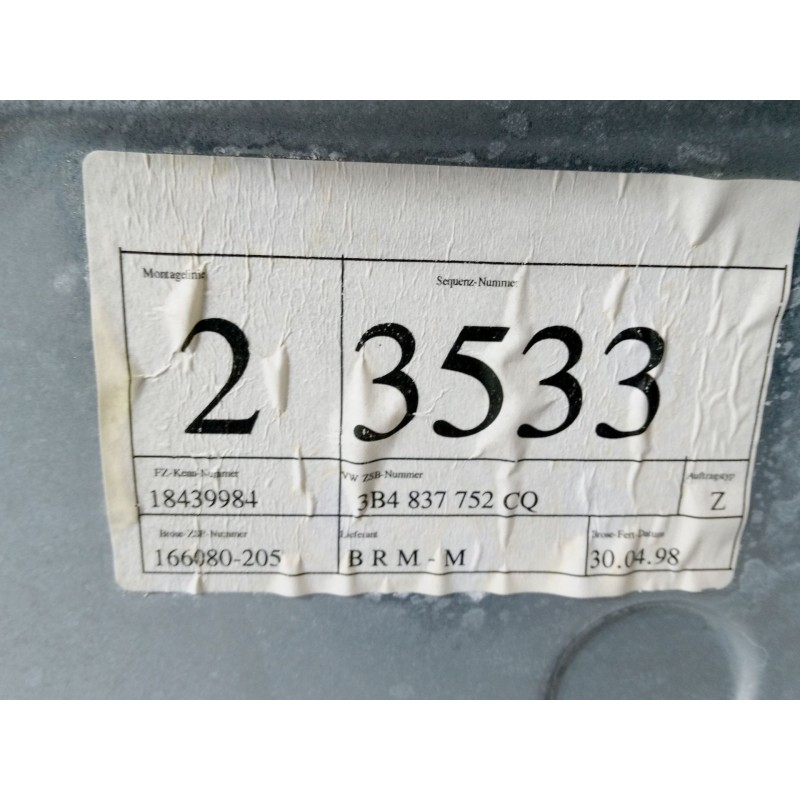 Montagelinie Sequenz-Nummer
2 3533
FZ-Kenn-Nummer VW ZSB-Nummer Auftragstyp
18439984 3B4 837 752 CQ Z
Brose-ZSB-Nummer Lieferant Brose-Fert-Datum
166080-205 B R M - M 30.04.98